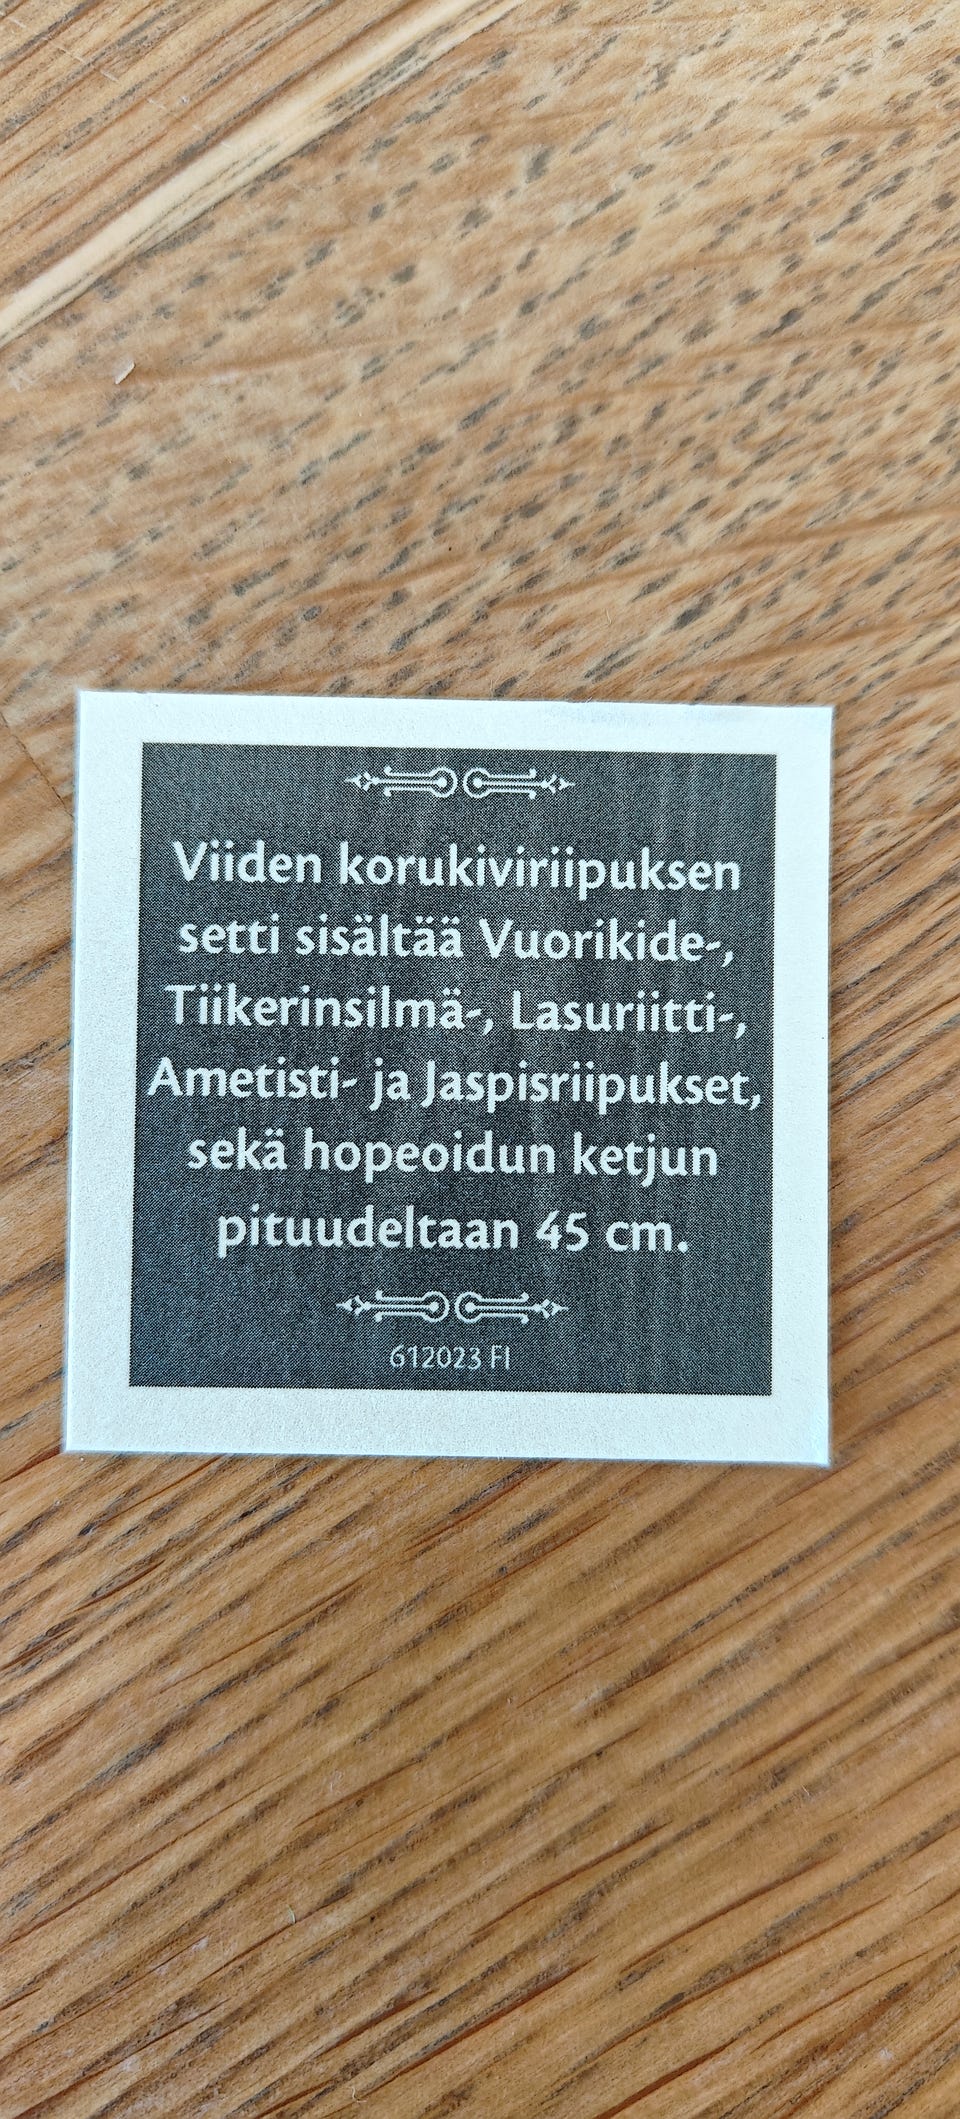 Viiden korukiviriipuksen
setti sisältää Vuorikide-,
Tiikerinsilmä-, Lasuriitti-,
Ametisti- ja Jaspisriipukset,
sekä hopeoidun ketjun
pituudeltaan 45 cm.
612023 FI